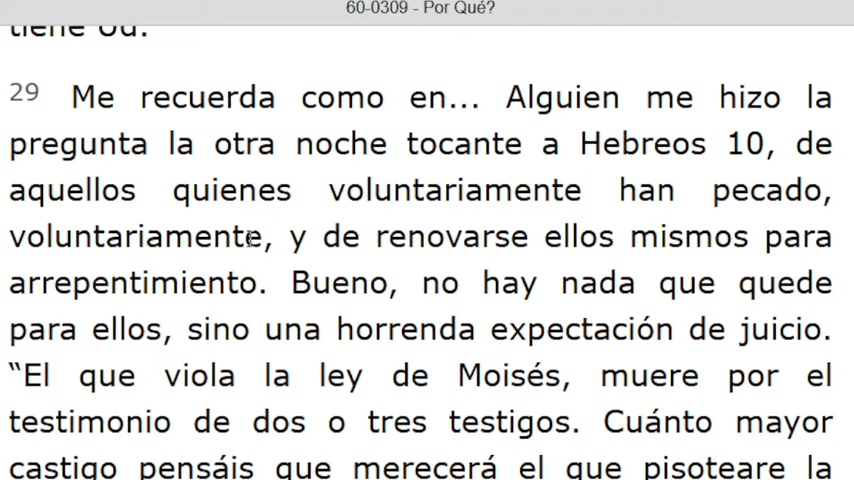 60-0309 - Por Qué?
tiene Ud.
29 Me recuerda como en... Alguien me hizo la
pregunta la otra noche tocante a Hebreos 10, de
aquellos quienes voluntariamente han pecado,
voluntariamente, y de renovarse ellos mismos para
arrepentimiento. Bueno, no hay nada que quede
para ellos, sino una horrenda expectación de juicio.
“El que viola la ley de Moisés, muere por el
testimonio de dos o tres testigos. Cuánto mayor
castigo pensáis que merecerá el que pisoteare la